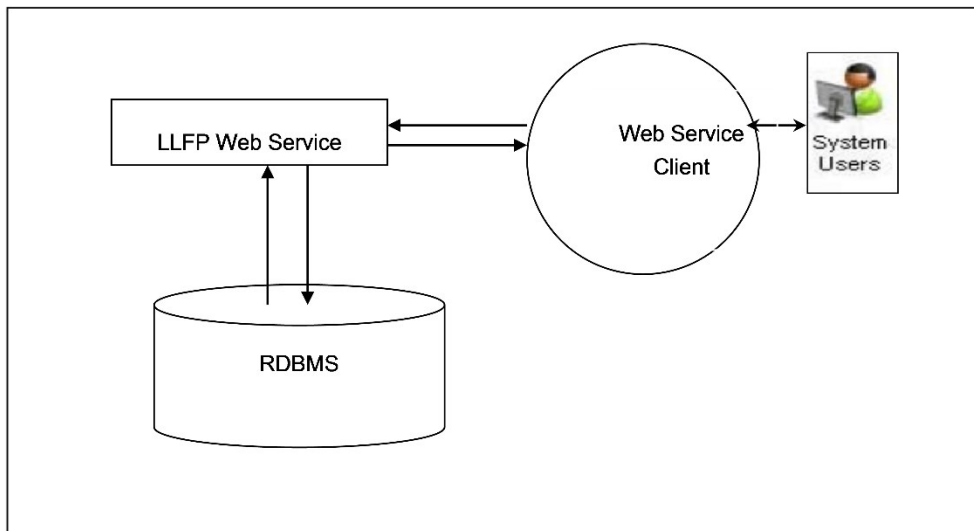 LLFP Web Service
Web Service
Client
System
Users
RDBMS